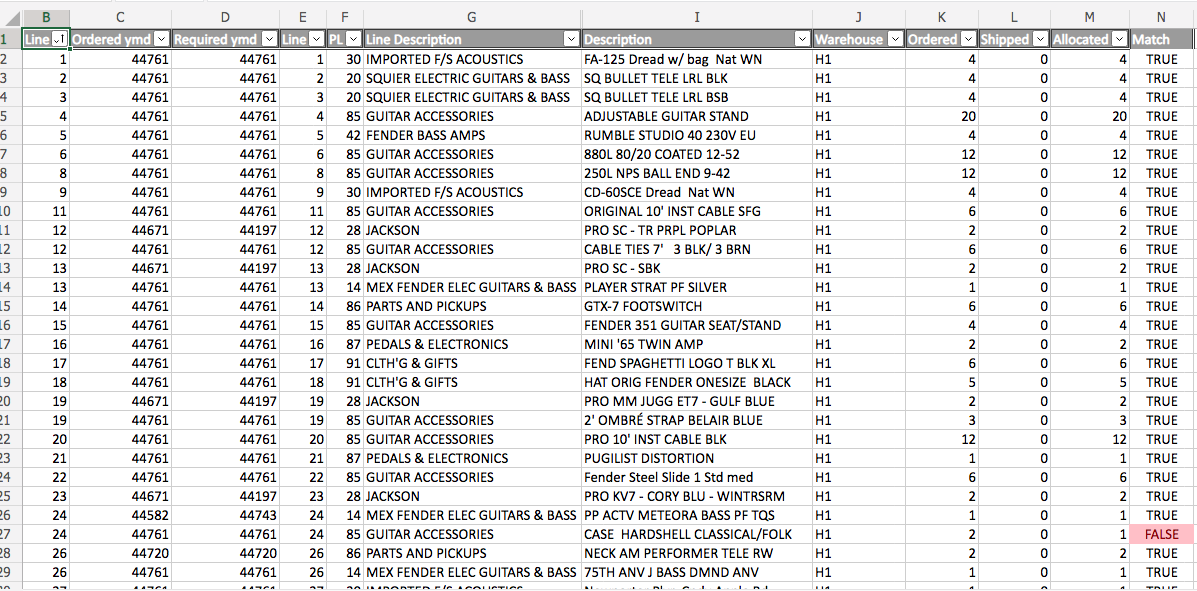 B C D E F G I J K L M N
1 Line Ordered ymd Required ymd Line PL Line Description Description Warehouse Ordered Shipped Allocated Match
2 1 44761 44761 1 30 IMPORTED F/S ACOUSTICS FA-125 Dread w/ bag Nat WN H1 4 0 4 TRUE
3 2 44761 44761 2 20 SQUIER ELECTRIC GUITARS & BASS SQ BULLET TELE LRL BLK H1 4 0 4 TRUE
4 3 44761 44761 3 20 SQUIER ELECTRIC GUITARS & BASS SQ BULLET TELE LRL BSB H1 4 0 4 TRUE
5 4 44761 44761 4 85 GUITAR ACCESSORIES ADJUSTABLE GUITAR STAND H1 20 0 20 TRUE
6 5 44761 44761 5 42 FENDER BASS AMPS RUMBLE STUDIO 40 230V EU H1 4 0 4 TRUE
7 6 44761 44761 6 85 GUITAR ACCESSORIES 880L 80/20 COATED 12-52 H1 12 0 12 TRUE
8 8 44761 44761 8 85 GUITAR ACCESSORIES 250L NPS BALL END 9-42 H1 12 0 12 TRUE
9 9 44761 44761 9 30 IMPORTED F/S ACOUSTICS CD-60SCE Dread Nat WN H1 4 0 4 TRUE
10 11 44761 44761 11 85 GUITAR ACCESSORIES ORIGINAL 10' INST CABLE SFG H1 6 0 6 TRUE
11 12 44671 44197 12 28 JACKSON PRO SC - TR PRPL POPLAR H1 2 0 2 TRUE
12 12 44761 44761 12 85 GUITAR ACCESSORIES CABLE TIES 7' 3 BLK/ 3 BRN H1 6 0 6 TRUE
13 13 44671 44197 13 28 JACKSON PRO SC - SBK H1 2 0 2 TRUE
14 13 44761 44761 13 14 MEX FENDER ELEC GUITARS & BASS PLAYER STRAT PF SILVER H1 1 0 1 TRUE
15 14 44761 44761 14 86 PARTS AND PICKUPS GTX-7 FOOTSWITCH H1 6 0 6 TRUE
16 15 44761 44761 15 85 GUITAR ACCESSORIES FENDER 351 GUITAR SEAT/STAND H1 4 0 4 TRUE
17 16 44761 44761 16 87 PEDALS & ELECTRONICS MINI '65 TWIN AMP H1 2 0 2 TRUE
18 17 44761 44761 17 91 CLTH'G & GIFTS FEND SPAGHETTI LOGO T BLK XL H1 6 0 6 TRUE
19 18 44761 44761 18 91 CLTH'G & GIFTS HAT ORIG FENDER ONESIZE BLACK H1 5 0 5 TRUE
20 19 44671 44197 19 28 JACKSON PRO MM JUGG ET7 - GULF BLUE H1 2 0 2 TRUE
21 19 44761 44761 19 85 GUITAR ACCESSORIES 2' OMBRÉ STRAP BELAIR BLUE H1 3 0 3 TRUE
22 20 44761 44761 20 85 GUITAR ACCESSORIES PRO 10' INST CABLE BLK H1 12 0 12 TRUE
23 21 44761 44761 21 87 PEDALS & ELECTRONICS PUGILIST DISTORTION H1 1 0 1 TRUE
24 22 44761 44761 22 85 GUITAR ACCESSORIES Fender Steel Slide 1 Std med H1 6 0 6 TRUE
25 23 44671 44197 23 28 JACKSON PRO KV7 - CORY BLU - WINTRSRM H1 2 0 2 TRUE
26 24 44582 44743 24 14 MEX FENDER ELEC GUITARS & BASS PP ACTV METEORA BASS PF TQS H1 1 0 1 TRUE
27 24 44761 44761 24 85 GUITAR ACCESSORIES CASE HARDSHELL CLASSICAL/FOLK H1 2 0 1 FALSE
28 26 44720 44720 26 86 PARTS AND PICKUPS NECK AM PERFORMER TELE RW H1 2 0 2 TRUE
29 26 44761 44761 26 14 MEX FENDER ELEC GUITARS & BASS 75TH ANV J BASS DMND ANV H1 1 0 1 TRUE